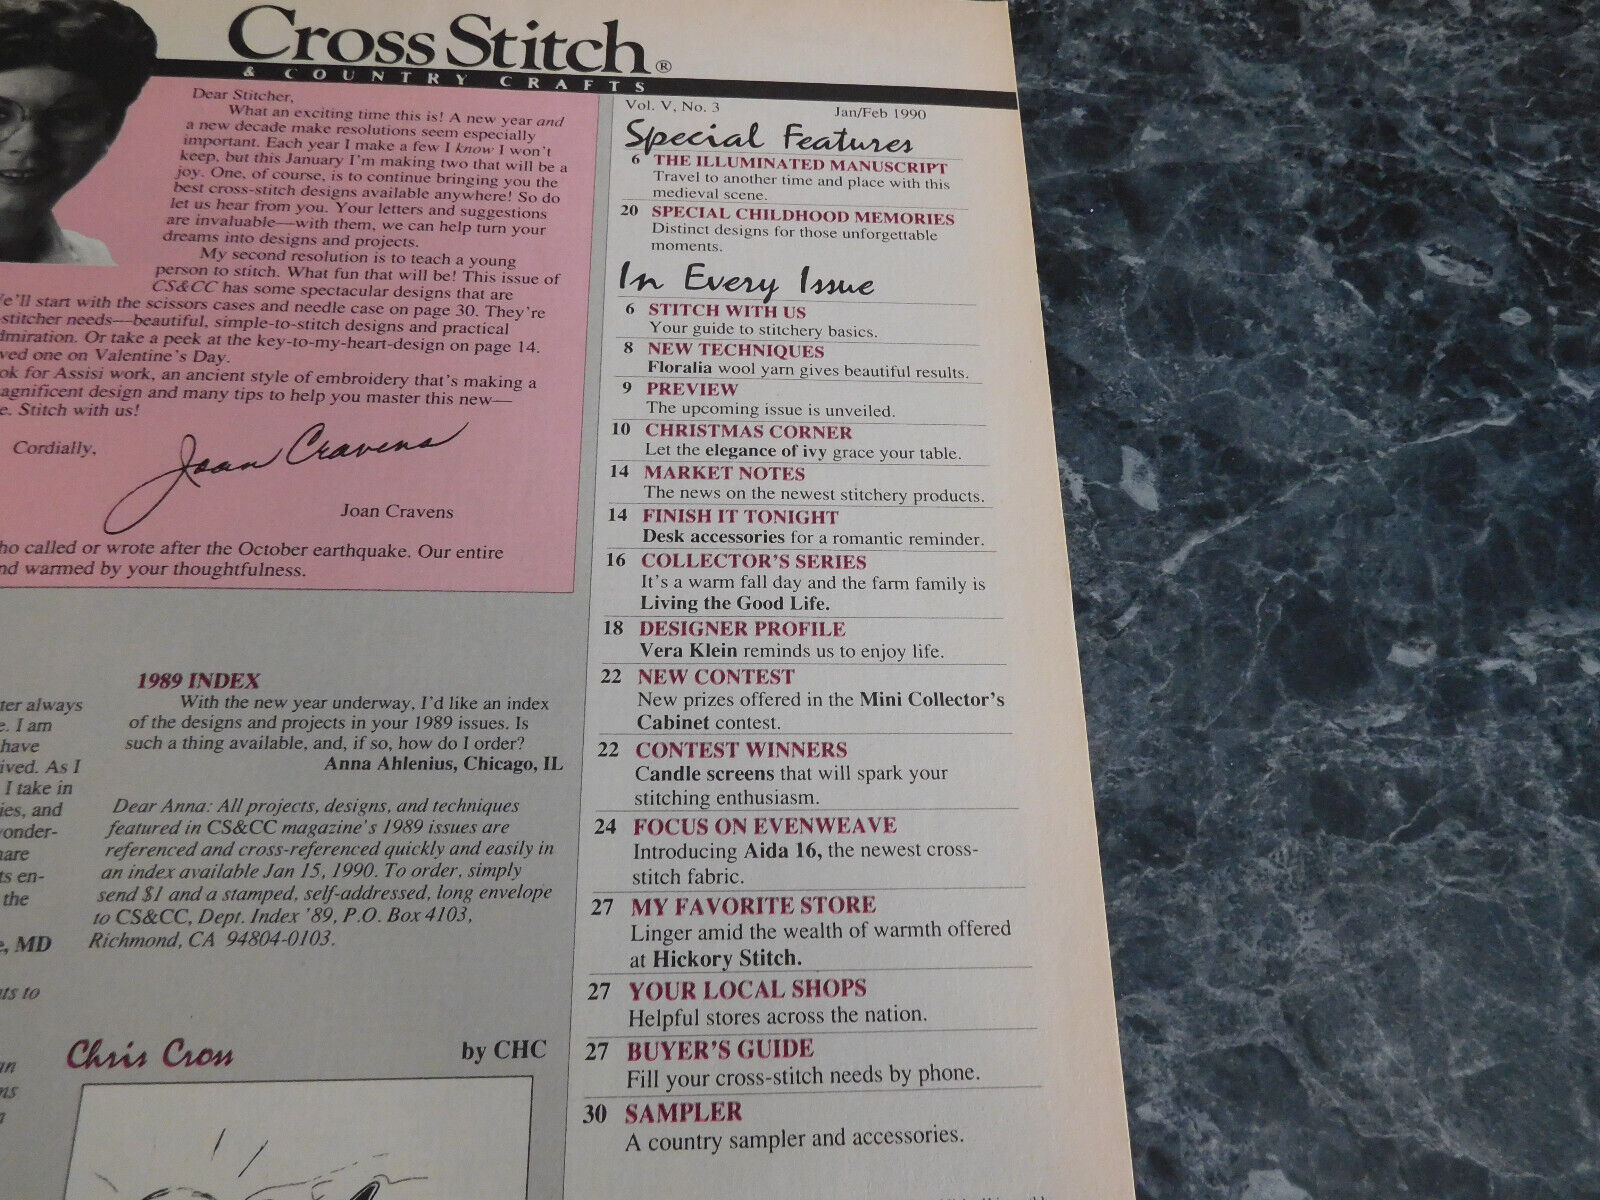 Cross Stitch®
& COUNTRY CRAFTS
Dear Stitcher,
What an exciting time this is! A new year and
a new decade make resolutions seem especially
important. Each year I make a few I know I won't
keep, but this January I'm making two that will be a
joy. One, of course, is to continue bringing you the
best cross-stitch designs available anywhere! So do
let us hear from you. Your letters and suggestions
are invaluable—with them, we can help turn your
dreams into designs and projects.
My second resolution is to teach a young
person to stitch. What fun that will be! This issue of
CS&CC has some spectacular designs that are
e'll start with the scissors cases and needle case on page 30. They're
stitcher needs—beautiful, simple-to-stitch designs and practical
dmiration. Or take a peek at the key-to-my-heart-design on page 14.
ved one on Valentine's Day.
ok for Assisi work, an ancient style of embroidery that's making a
agnificent design and many tips to help you master this new—
e. Stitch with us!
Cordially,
Joan Cravens
Joan Cravens
ho called or wrote after the October earthquake. Our entire
nd warmed by your thoughtfulness.
ter always
e. I am
have
ived. As I
I take in
ies, and
onder-
are
ts en-
the
e, MD
ts to
an
ns
1989 INDEX
With the new year underway, I'd like an index
of the designs and projects in your 1989 issues. Is
such a thing available, and, if so, how do I order?
Anna Ahlenius, Chicago, IL
Dear Anna: All projects, designs, and techniques
featured in CS&CC magazine's 1989 issues are
referenced and cross-referenced quickly and easily in
an index available Jan 15, 1990. To order, simply
send $1 and a stamped, self-addressed, long envelope
to CS&CC, Dept. Index '89, P.O. Box 4103,
Richmond, CA 94804-0103.
Chris Cross by CHC
Vol. V, No. 3 Jan/Feb 1990
Special Features
6 THE ILLUMINATED MANUSCRIPT
Travel to another time and place with this
medieval scene.
20 SPECIAL CHILDHOOD MEMORIES
Distinct designs for those unforgettable
moments.
In Every Issue
6 STITCH WITH US
Your guide to stitchery basics.
8 NEW TECHNIQUES
Floralia wool yarn gives beautiful results.
9 PREVIEW
The upcoming issue is unveiled.
10 CHRISTMAS CORNER
Let the elegance of ivy grace your table.
14 MARKET NOTES
The news on the newest stitchery products.
14 FINISH IT TONIGHT
Desk accessories for a romantic reminder.
16 COLLECTOR'S SERIES
It's a warm fall day and the farm family is
Living the Good Life.
18 DESIGNER PROFILE
Vera Klein reminds us to enjoy life.
22 NEW CONTEST
New prizes offered in the Mini Collector's
Cabinet contest.
22 CONTEST WINNERS
Candle screens that will spark your
stitching enthusiasm.
24 FOCUS ON EVENWEAVE
Introducing Aida 16, the newest cross-
stitch fabric.
27 MY FAVORITE STORE
Linger amid the wealth of warmth offered
at Hickory Stitch.
27 YOUR LOCAL SHOPS
Helpful stores across the nation.
27 BUYER'S GUIDE
Fill your cross-stitch needs by phone.
30 SAMPLER
A country sampler and accessories.